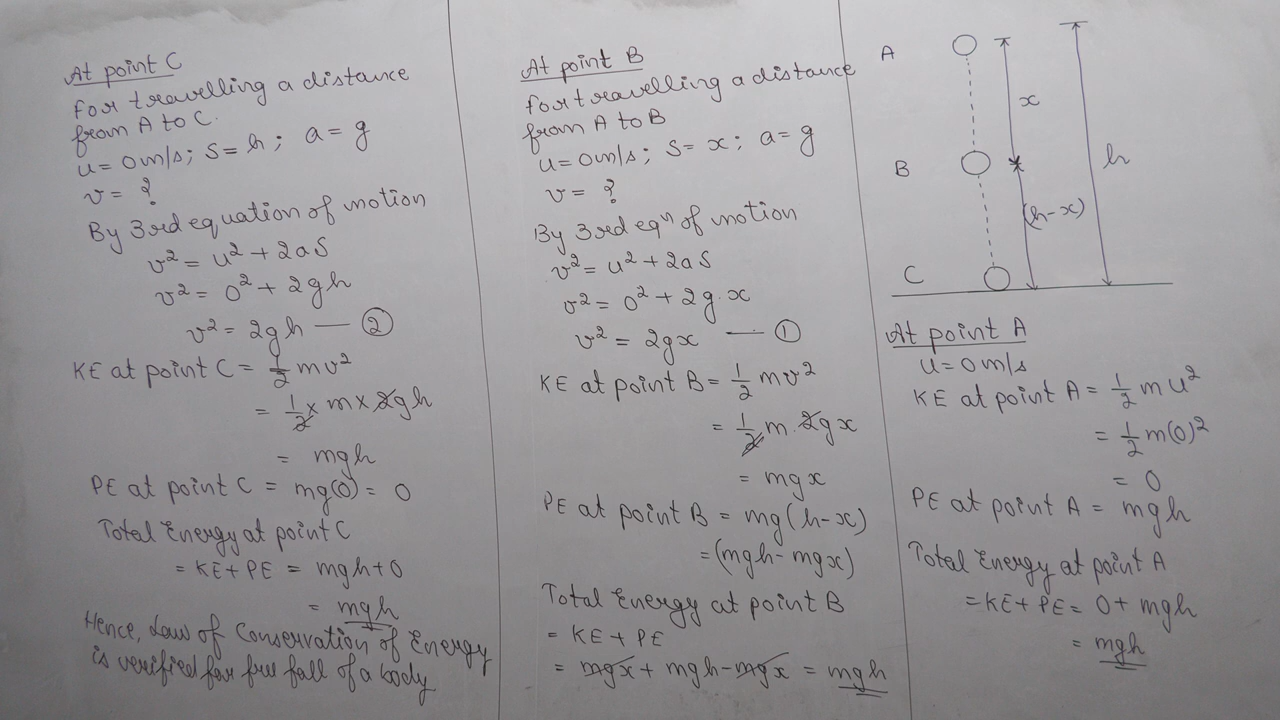 At point C
For travelling a distance
from A to C.
u = 0 m/s; S = h; a = g
v = ?
By 3rd equation of motion
v² = u² + 2aS
v² = 0² + 2gh
v² = 2gh — ②
KE at point C = 1/2 mv²
= 1/2 × m × 2gh
= mgh
PE at point C = mg(0) = 0
Total Energy at point C
= KE + PE = mgh + 0
= mgh
Hence, Law of Conservation of Energy
is verified for free fall of a body
At point B
For travelling a distance
from A to B
u = 0 m/s; S = x; a = g
v = ?
By 3rd eqⁿ of motion
v² = u² + 2aS
v² = 0² + 2g.x
v² = 2gx — ①
KE at point B = 1/2 mv²
= 1/2 m.2gx
= mgx
PE at point B = mg(h-x)
= (mgh - mgx)
Total Energy at point B
= KE + PE
= mgx + mgh - mgx = mgh
A
x
h
B
(h-x)
C
At point A
u = 0 m/s
KE at point A = 1/2 mu²
= 1/2 m(0)²
= 0
PE at point A = mgh
Total Energy at point A
= KE + PE = 0 + mgh
= mgh